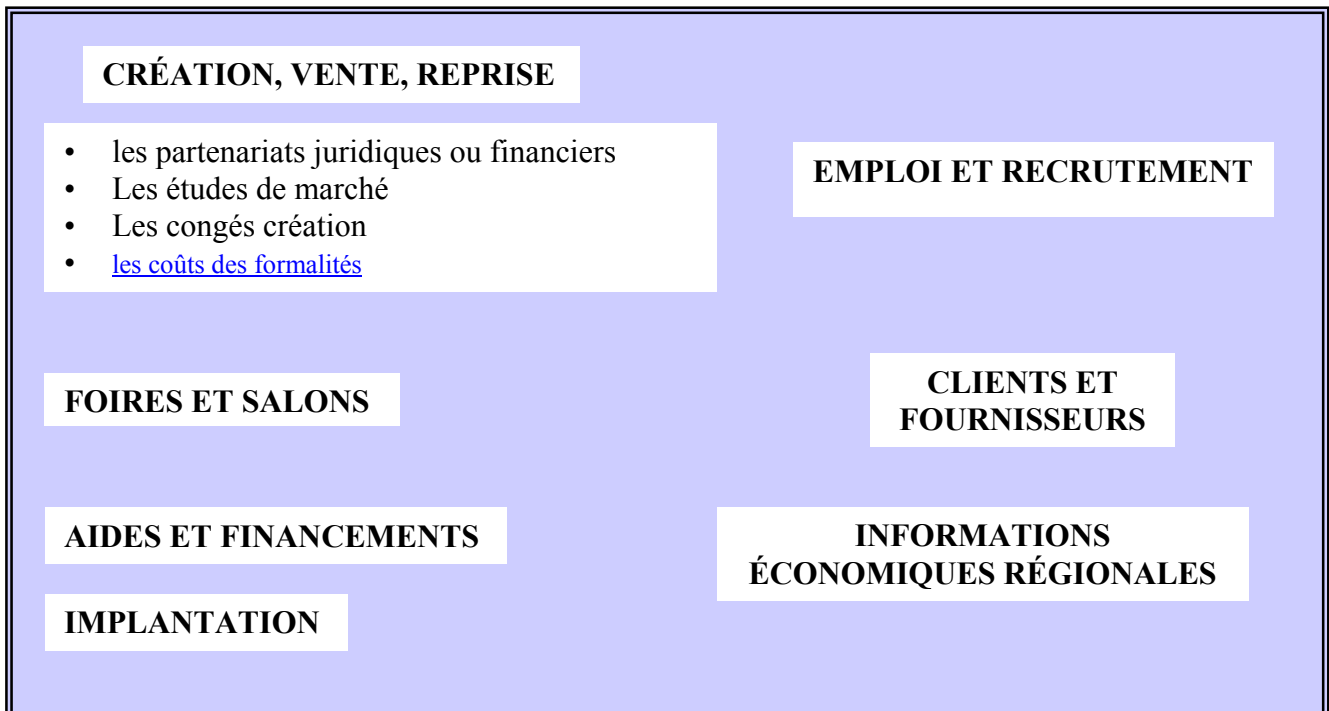 CRÉATION, VENTE, REPRISE
• les partenariats juridiques ou financiers
• Les études de marché
• Les congés création
• les coûts des formalités
EMPLOI ET RECRUTEMENT
FOIRES ET SALONS
CLIENTS ET
FOURNISSEURS
AIDES ET FINANCEMENTS
INFORMATIONS
ÉCONOMIQUES RÉGIONALES
IMPLANTATION